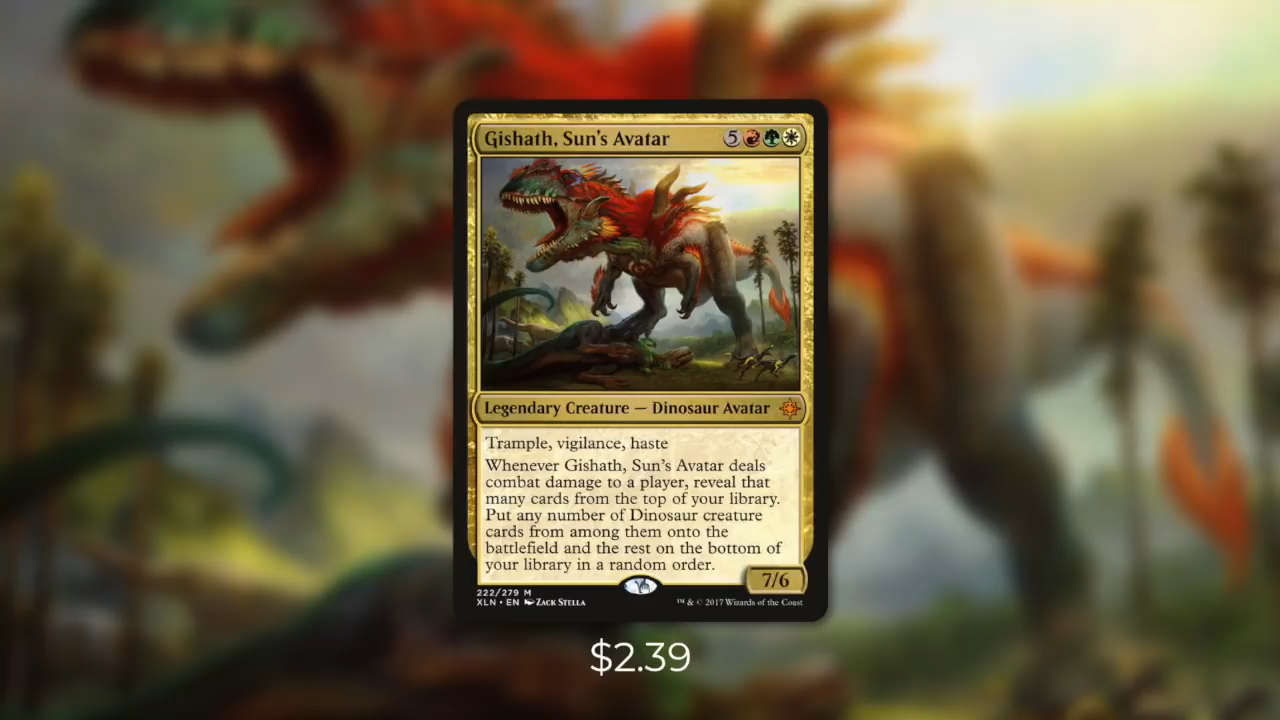 Gishath, Sun's Avatar 5
Legendary Creature — Dinosaur Avatar
Trample, vigilance, haste
Whenever Gishath, Sun's Avatar deals
combat damage to a player, reveal that
many cards from the top of your library.
Put any number of Dinosaur creature
cards from among them onto the
battlefield and the rest on the bottom of
your library in a random order.
7/6
222/279 M
XLN • EN Zack Stella
™ & © 2017 Wizards of the Coast
$2.39